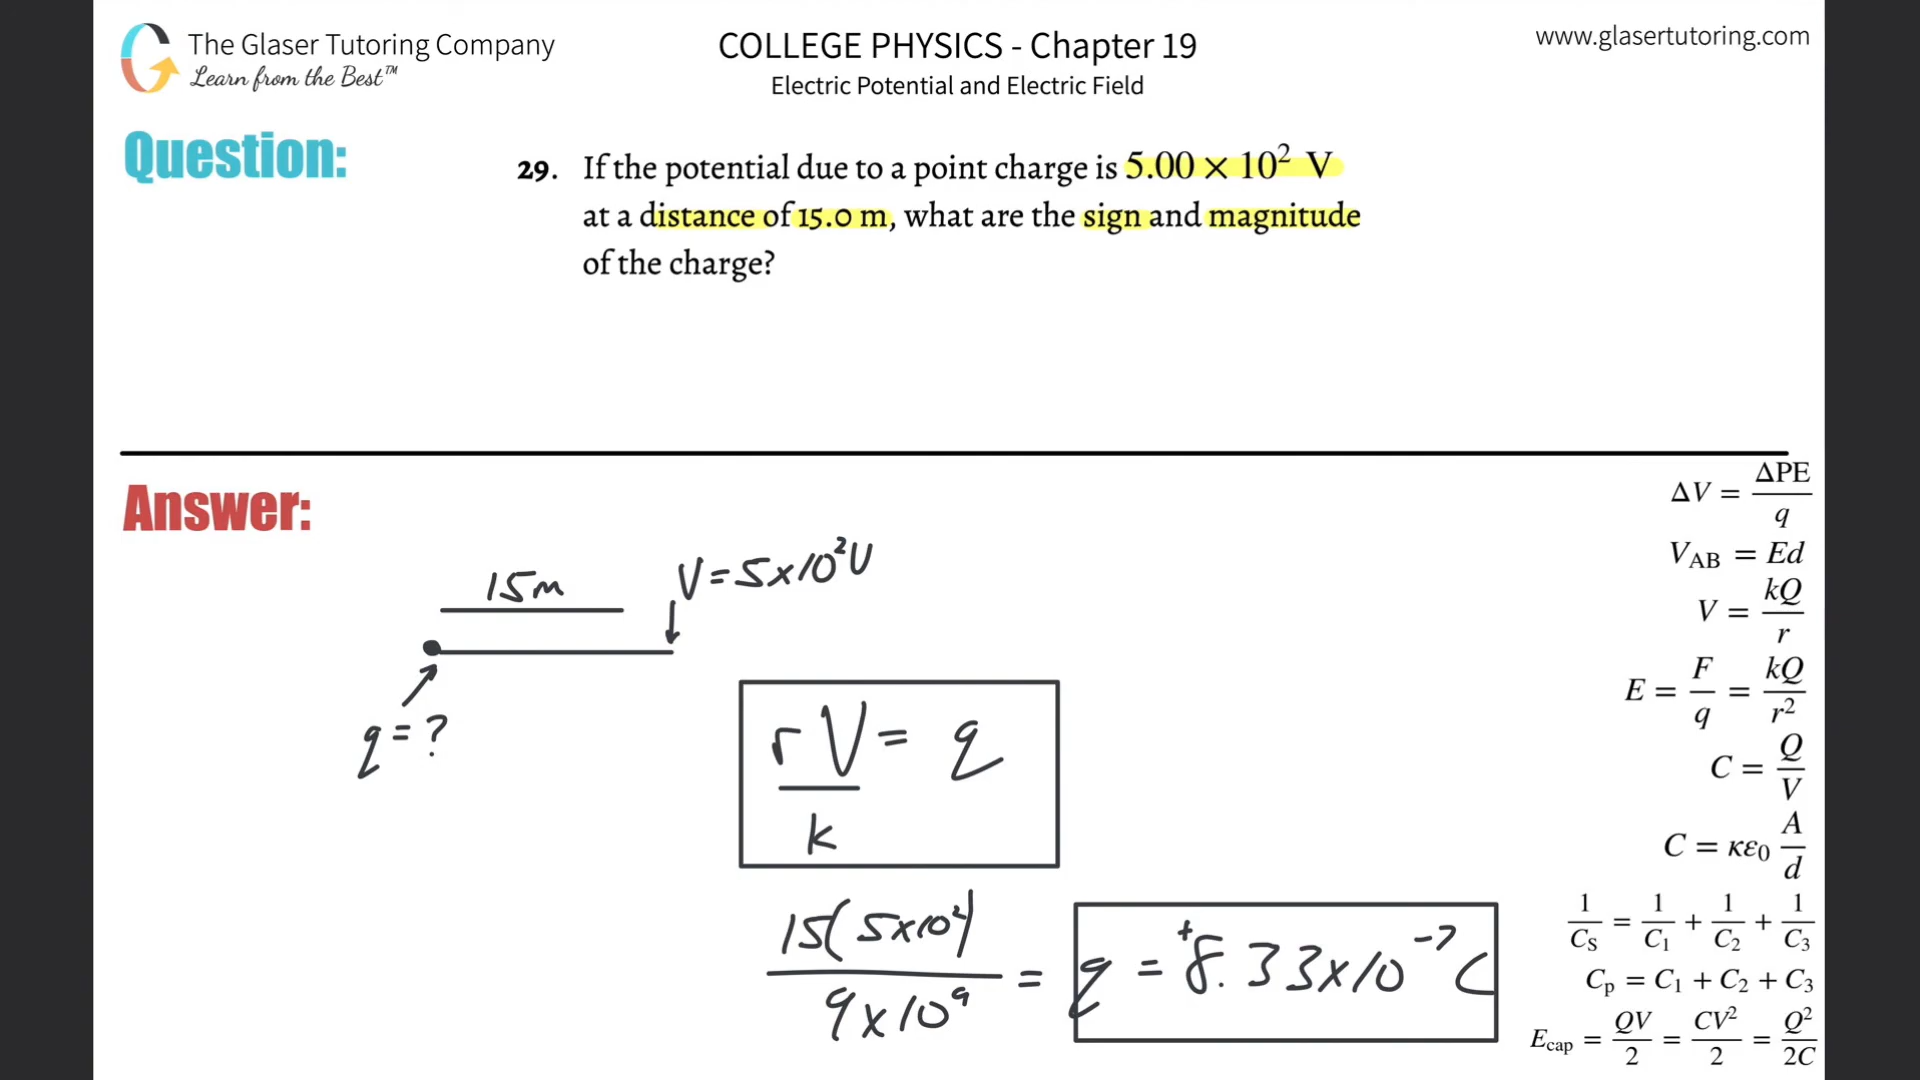 The Glaser Tutoring Company
Learn from the Best™
COLLEGE PHYSICS - Chapter 19
Electric Potential and Electric Field
www.glasertutoring.com
Question:
29. If the potential due to a point charge is 5.00 × 10² V
at a distance of 15.0 m, what are the sign and magnitude
of the charge?
Answer:
15m
V = 5x10²V
q = ?
rV/k = q
15(5x10²)/9x10⁹ = q = +8.33x10⁻⁷ C
ΔV = ΔPE/q
V_AB = Ed
V = kQ/r
E = F/q = kQ/r²
C = Q/V
C = κε₀ A/d
1/C_S = 1/C₁ + 1/C₂ + 1/C₃
C_p = C₁ + C₂ + C₃
E_cap = QV/2 = CV²/2 = Q²/2C